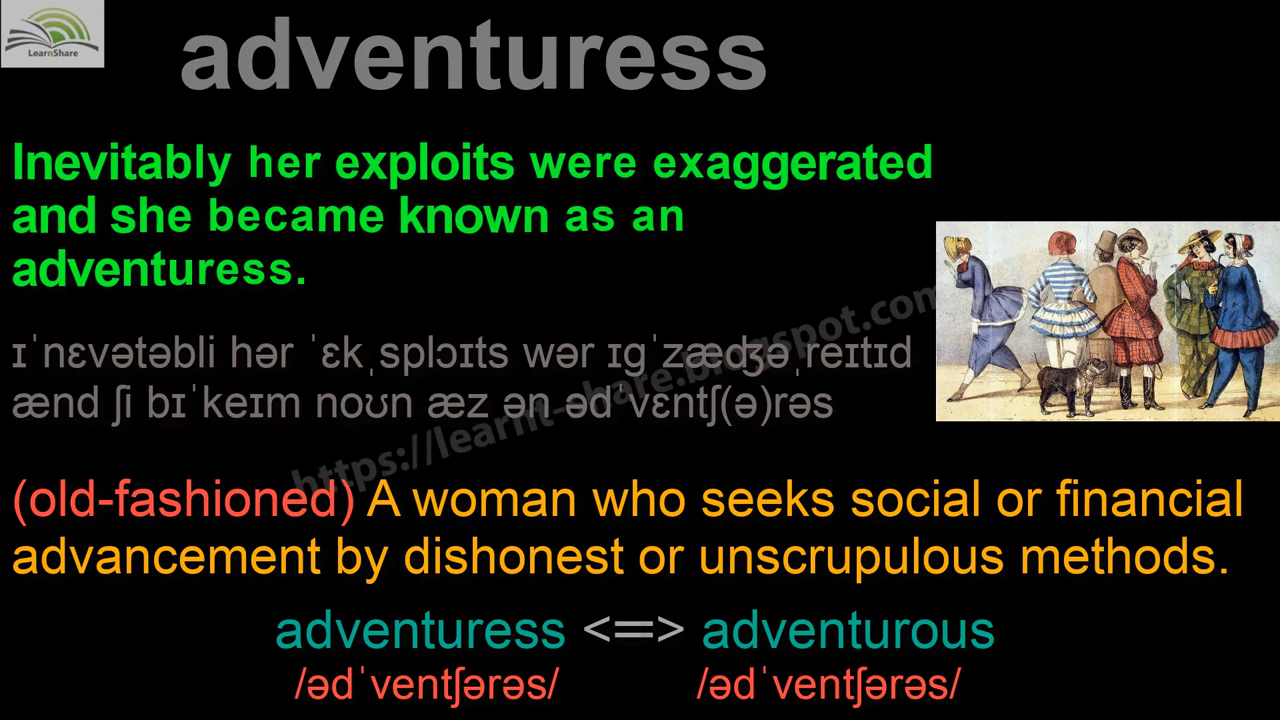 LearnShare
adventuress
Inevitably her exploits were exaggerated
and she became known as an
adventuress.
ɪˈnɛvətəbli hər ˈɛkˌsplɔɪts wər ɪgˈzæʤəˌreɪtɪd
ænd ʃi bɪˈkeɪm noʊn æz ən ədˈvɛntʃ(ə)rəs
https://learnt-share.blogspot.com
(old-fashioned) A woman who seeks social or financial
advancement by dishonest or unscrupulous methods.
adventuress <=> adventurous
/ədˈventʃərəs/ /ədˈventʃərəs/